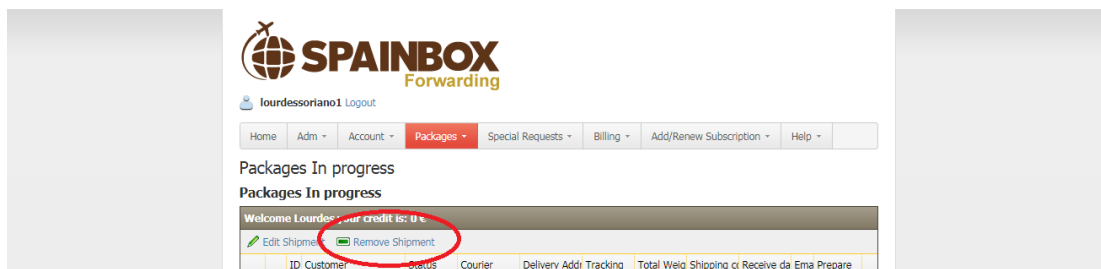 SPAINBOX
Forwarding
lourdessoriano1 Logout
Home Adm Account Packages Special Requests Billing Add/Renew Subscription Help
Packages In progress
Packages In progress
Welcome Lourdes your credit is: 0 €
Edit Shipment Remove Shipment
ID Customer Status Courier Delivery Addr Tracking Total Weig Shipping co Receive da Ema Prepare